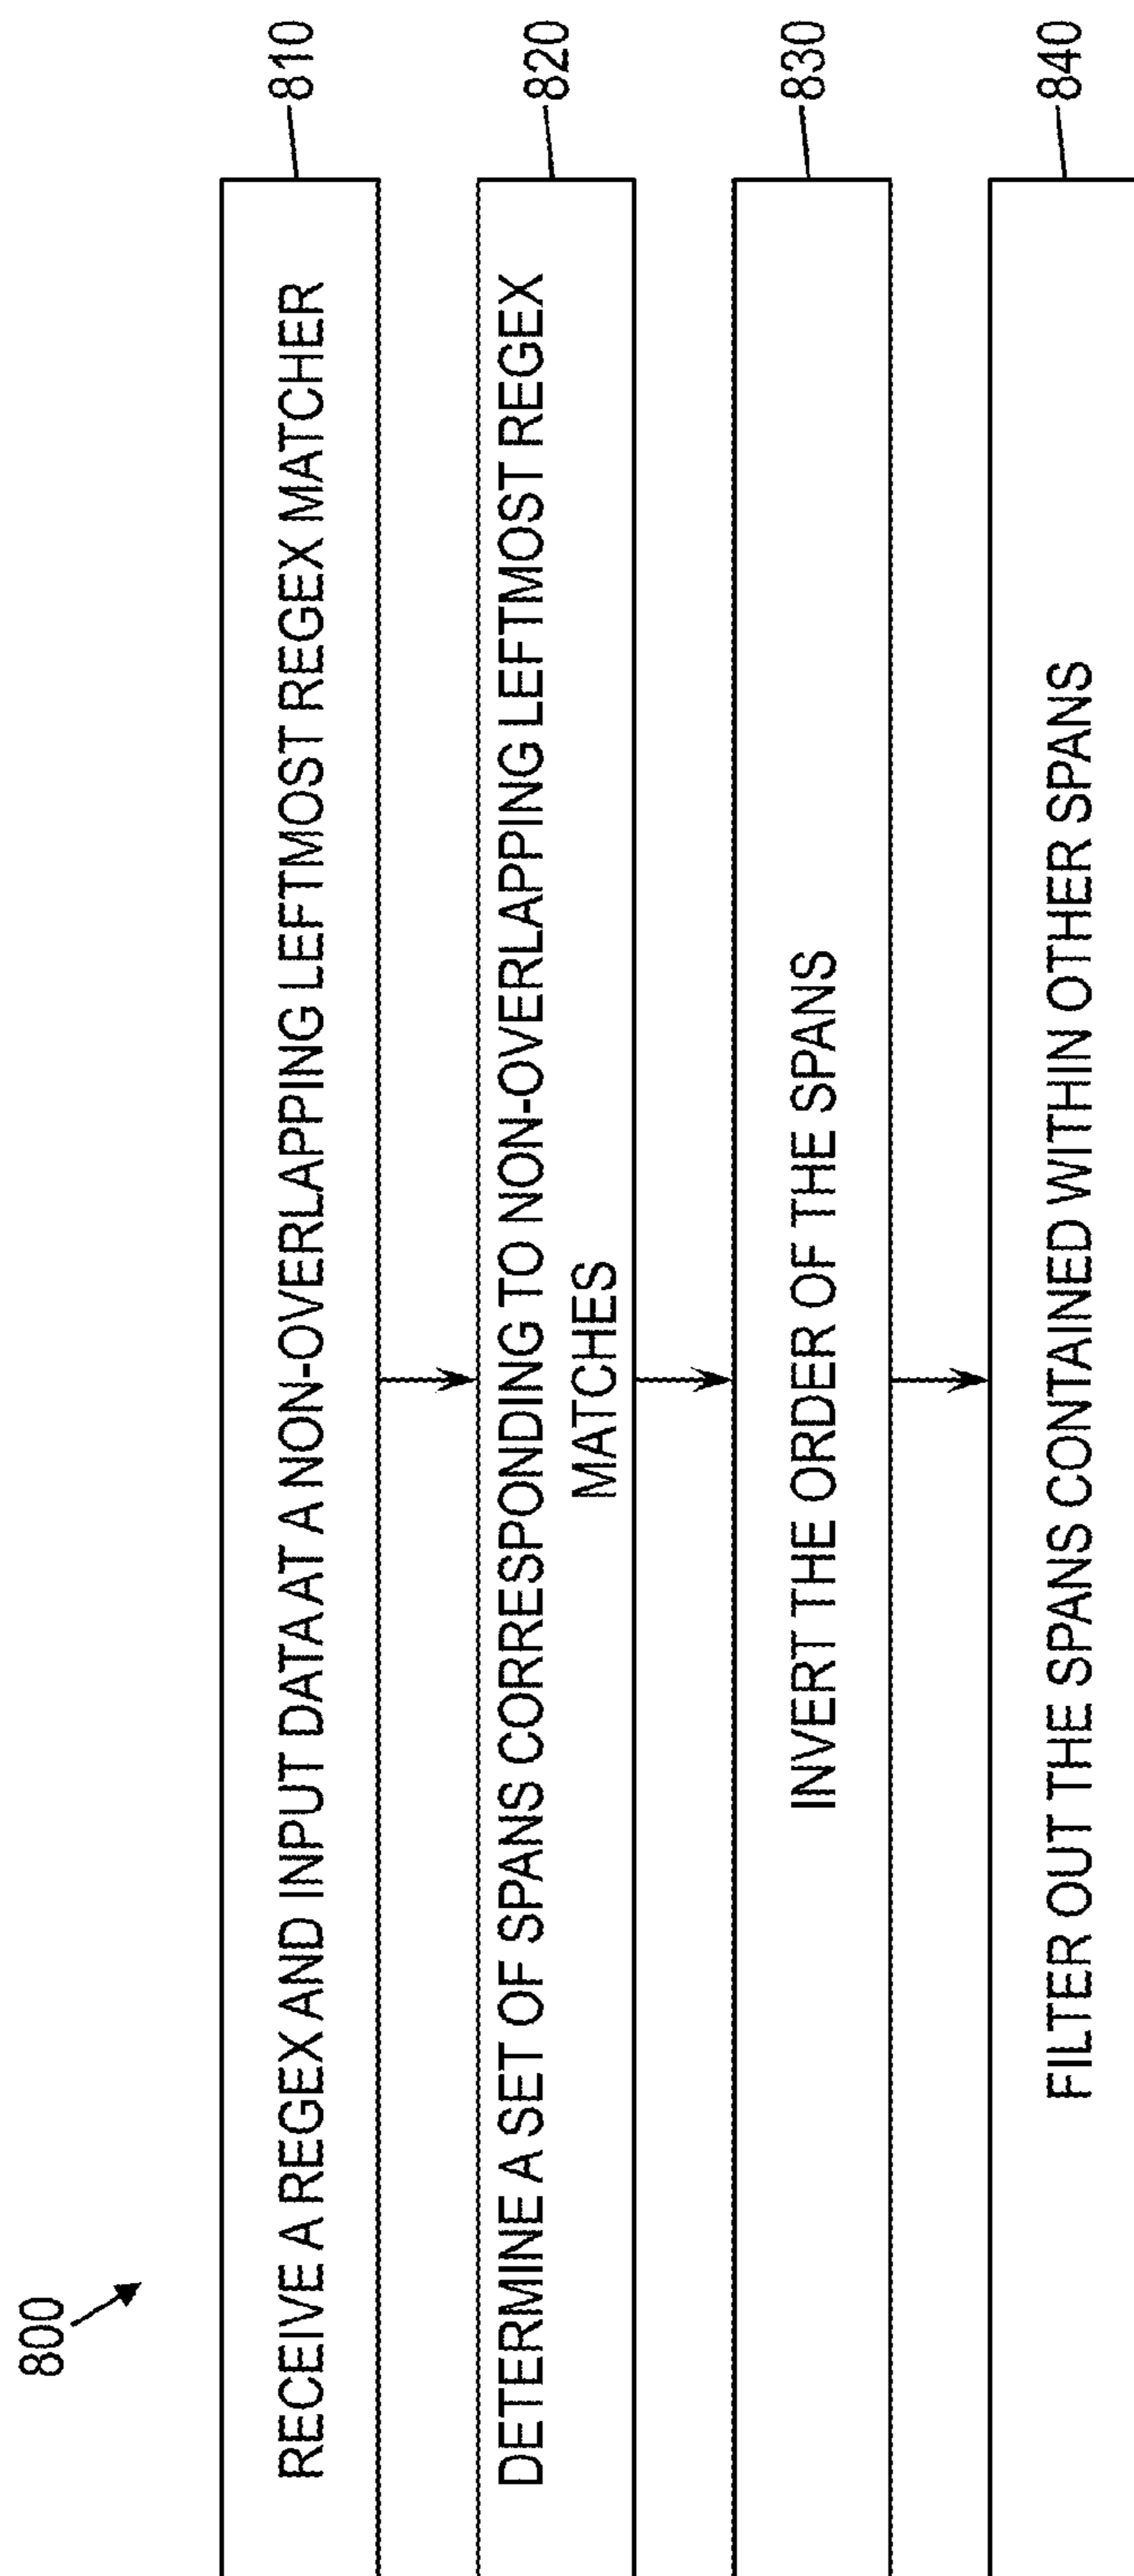 800
RECEIVE A REGEX AND INPUT DATA AT A NON-OVERLAPPING LEFTMOST REGEX MATCHER
810
DETERMINE A SET OF SPANS CORRESPONDING TO NON-OVERLAPPING LEFTMOST REGEX
MATCHES
820
INVERT THE ORDER OF THE SPANS
830
FILTER OUT THE SPANS CONTAINED WITHIN OTHER SPANS
840